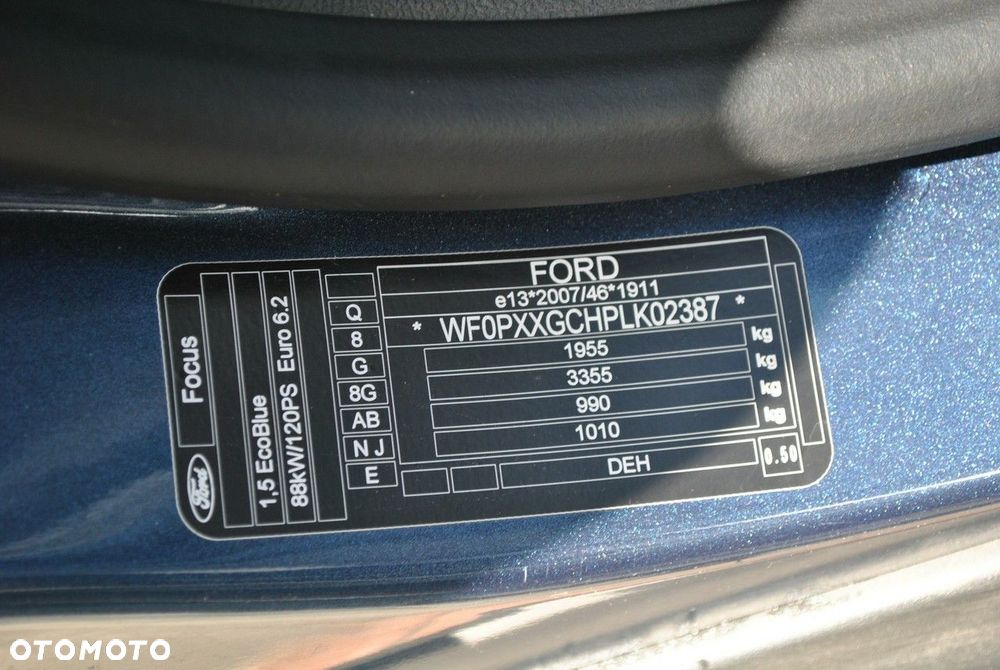 FORD
e13*2007/46*1911
* WF0PXXGCHPLK02387 *
1955 kg
3355 kg
990 kg
1010 kg
DEH
0.50
Q
8
G
8G
AB
N J
E
Focus
1,5 EcoBlue
88kW/120PS Euro 6.2
Ford
OTOMOTO